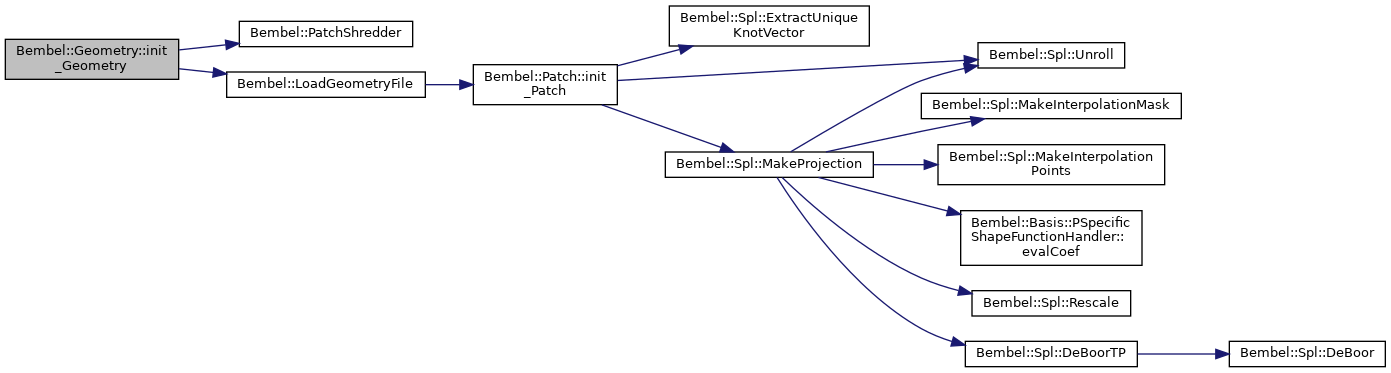 Bembel::Geometry::init
_Geometry
Bembel::PatchShredder
Bembel::LoadGeometryFile
Bembel::Patch::init
_Patch
Bembel::Spl::ExtractUnique
KnotVector
Bembel::Spl::MakeProjection
Bembel::Spl::Unroll
Bembel::Spl::MakeInterpolationMask
Bembel::Spl::MakeInterpolation
Points
Bembel::Basis::PSpecific
ShapeFunctionHandler::
evalCoef
Bembel::Spl::Rescale
Bembel::Spl::DeBoorTP
Bembel::Spl::DeBoor